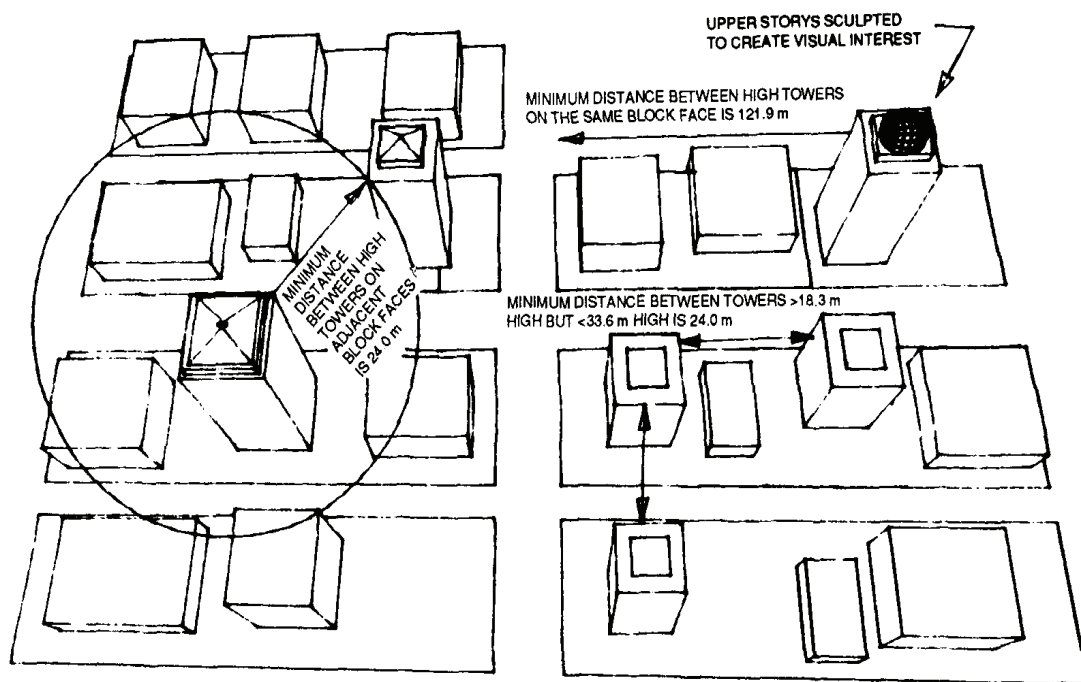 UPPER STORYS SCULPTED
TO CREATE VISUAL INTEREST
MINIMUM DISTANCE BETWEEN HIGH TOWERS
ON THE SAME BLOCK FACE IS 121.9 m
MINIMUM
DISTANCE
BETWEEN HIGH
TOWERS ON
ADJACENT
BLOCK FACES
IS 24.0 m
MINIMUM DISTANCE BETWEEN TOWERS >18.3 m
HIGH BUT <33.6 m HIGH IS 24.0 m